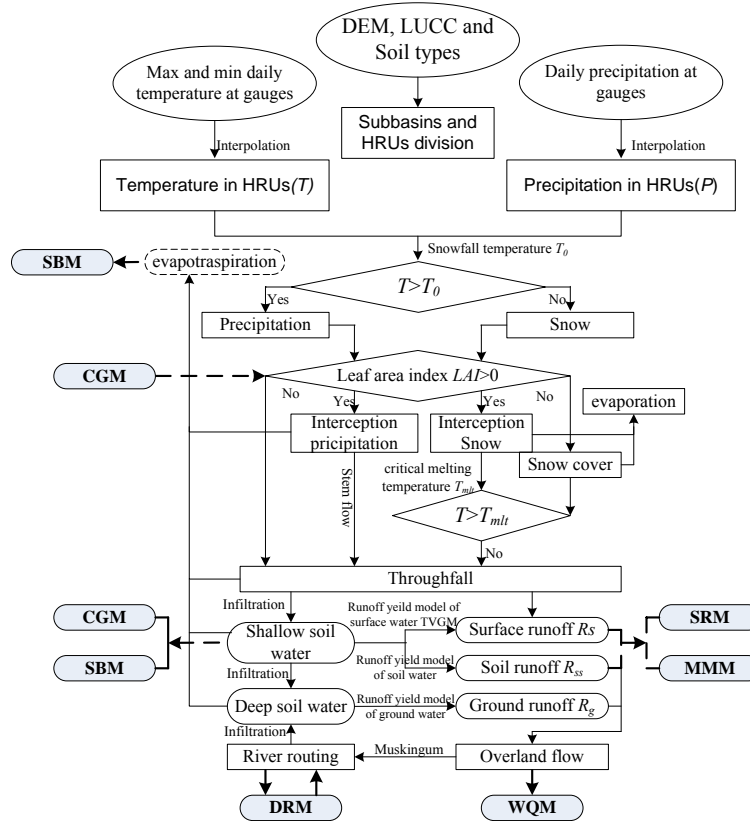 DEM, LUCC and
Soil types
Max and min daily
temperature at gauges
Daily precipitation at
gauges
Subbasins and
HRUs division
Interpolation
Interpolation
Temperature in HRUs(T)
Precipitation in HRUs(P)
Snowfall temperature T0
SBM
evapotraspiration
T>T0
Yes
No
Precipitation
Snow
CGM
Leaf area index LAI>0
No
Yes
Yes
No
evaporation
Interception
pricipitation
Interception
Snow
Snow cover
Stem flow
critical melting
temperature Tmlt
T>Tmlt
No
Throughfall
CGM
Infiltration
Runoff yeild model of
surface water TVGM
SRM
Shallow soil
water
Surface runoff Rs
SBM
Infiltration
Runoff yield model
of soil water
Soil runoff Rss
MMM
Deep soil water
Runoff yield model
of ground water
Ground runoff Rg
Infiltration
River routing
Muskingum
Overland flow
DRM
WQM